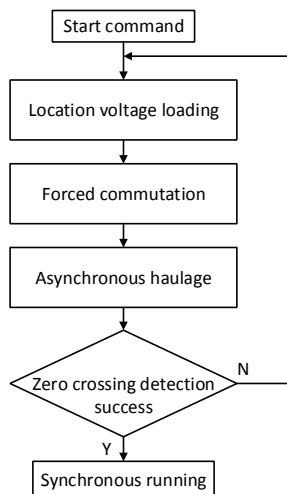 Start command
Location voltage loading
Forced commutation
Asynchronous haulage
Zero crossing detection
success
N
Y
Synchronous running